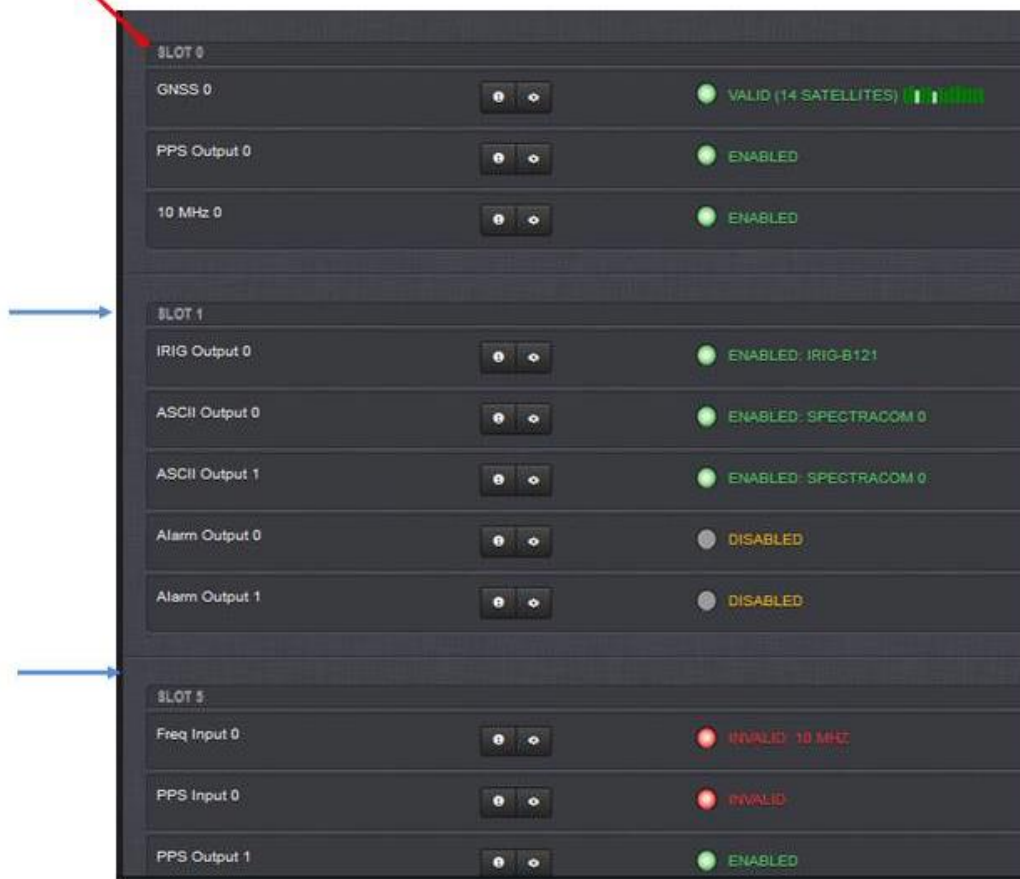 SLOT 0
GNSS 0 VALID (14 SATELLITES)
PPS Output 0 ENABLED
10 MHz 0 ENABLED
SLOT 1
IRIG Output 0 ENABLED: IRIG-B121
ASCII Output 0 ENABLED: SPECTRACOM 0
ASCII Output 1 ENABLED: SPECTRACOM 0
Alarm Output 0 DISABLED
Alarm Output 1 DISABLED
SLOT 5
Freq Input 0 INVALID: 10 MHZ
PPS Input 0 INVALID
PPS Output 1 ENABLED